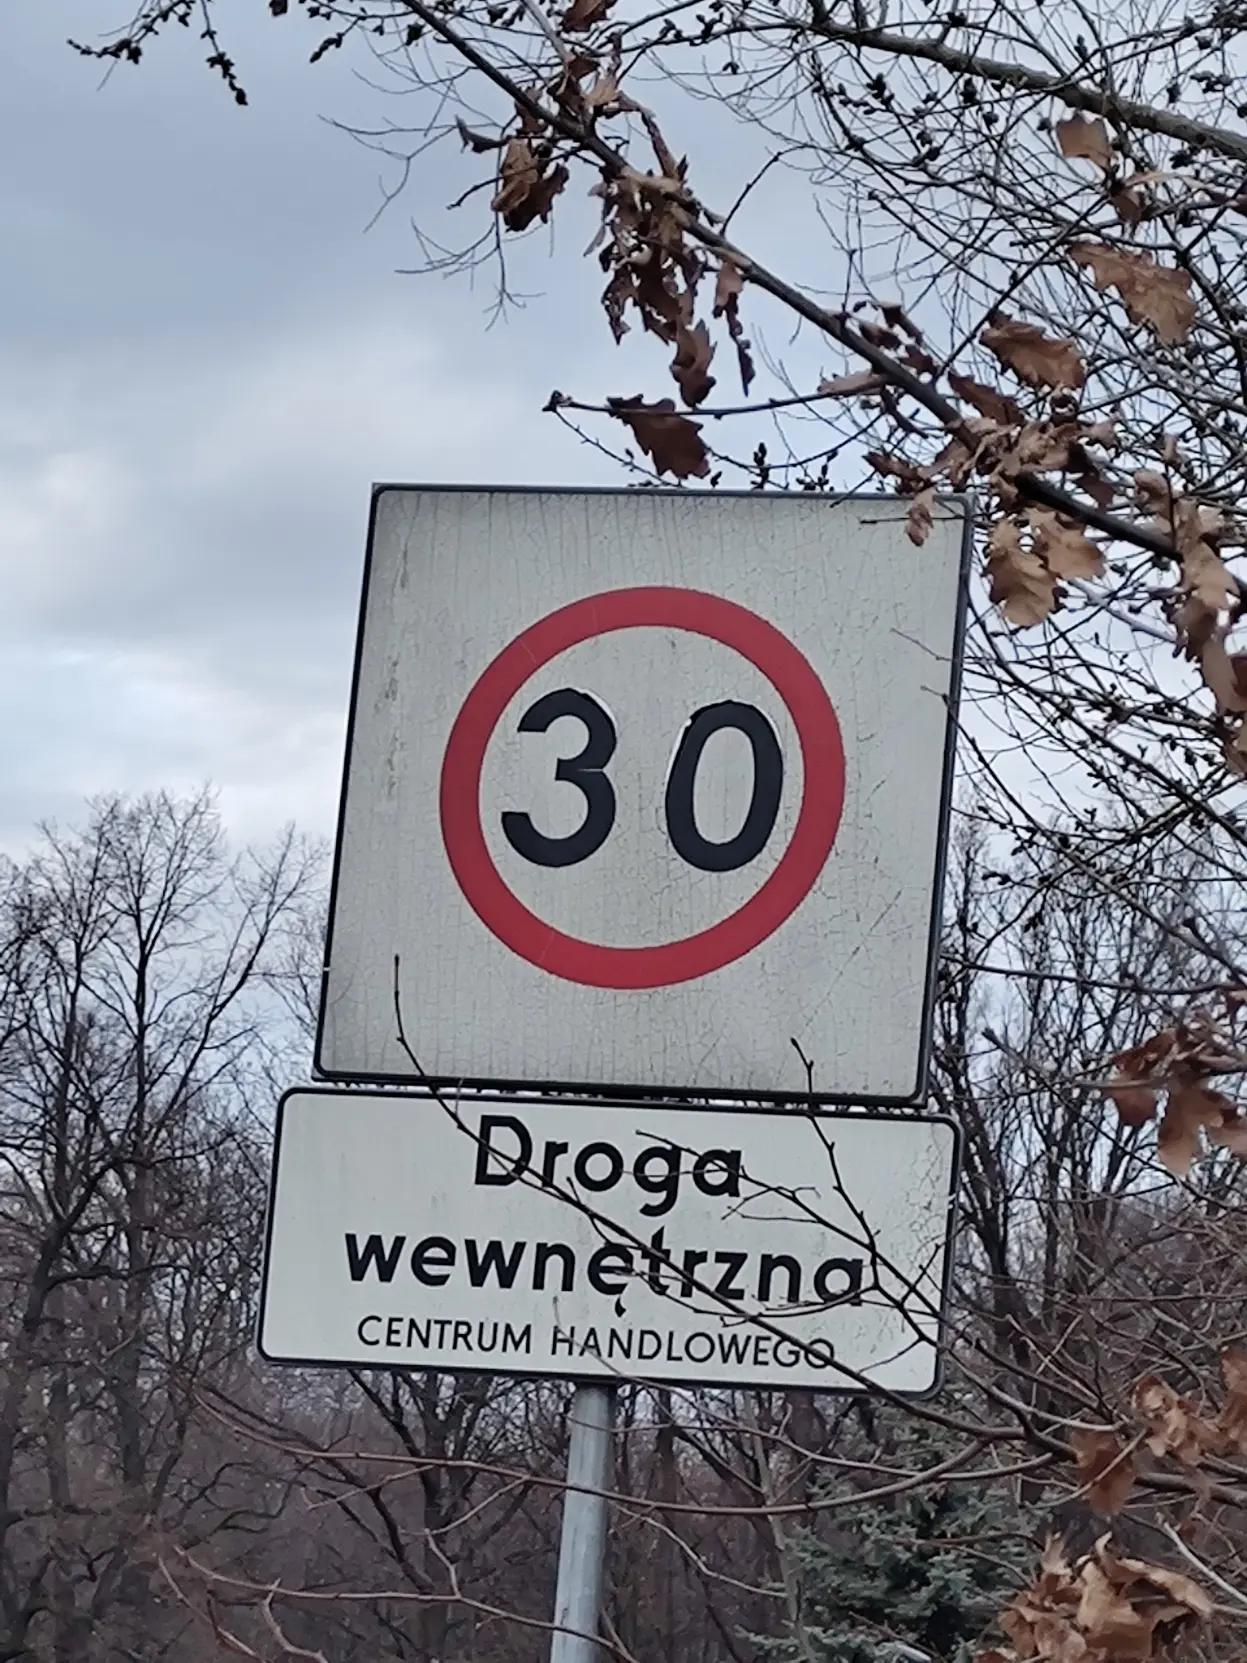 30
Droga
wewnętrzna
CENTRUM HANDLOWEGO